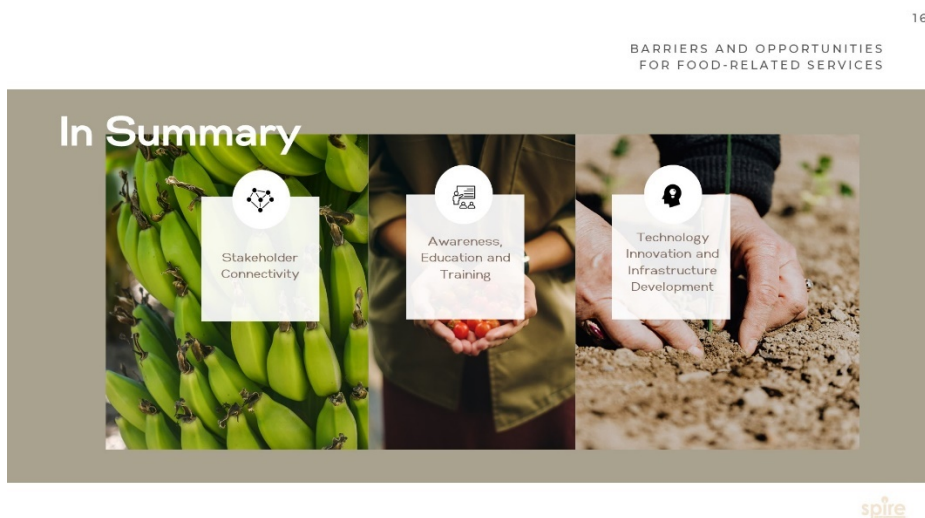 16
BARRIERS AND OPPORTUNITIES
FOR FOOD-RELATED SERVICES
In Summary
Stakeholder
Connectivity
Awareness,
Education and
Training
Technology
Innovation and
Infrastructure
Development
spire